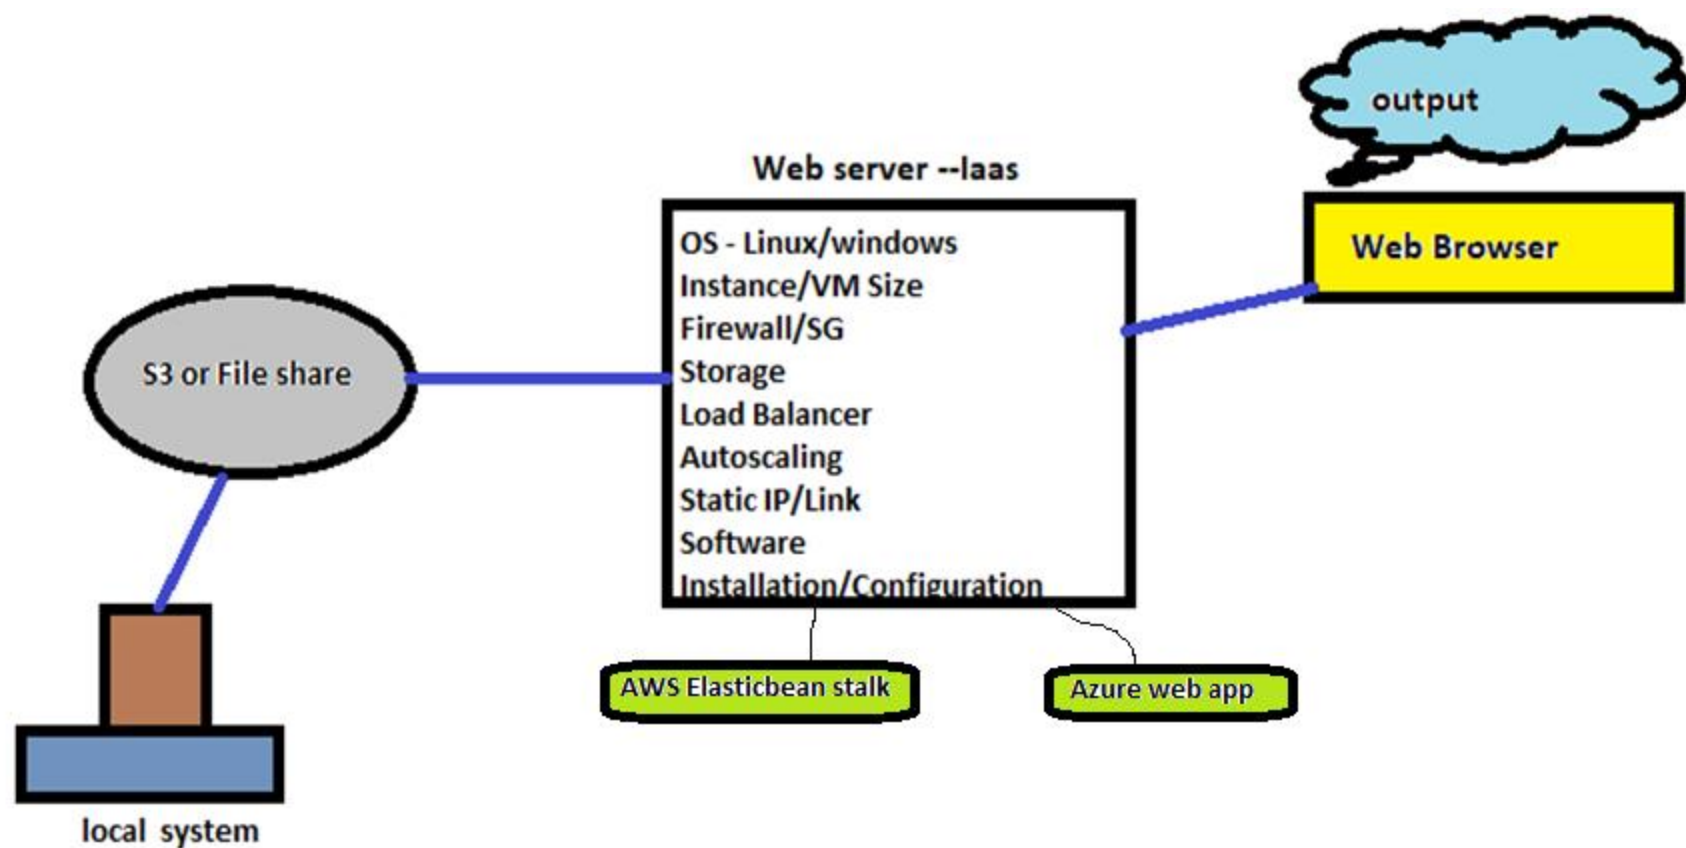 output
Web server --Iaas
Web Browser
OS - Linux/windows
Instance/VM Size
Firewall/SG
Storage
Load Balancer
Autoscaling
Static IP/Link
Software
Installation/Configuration
S3 or File share
AWS Elasticbean stalk
Azure web app
local system